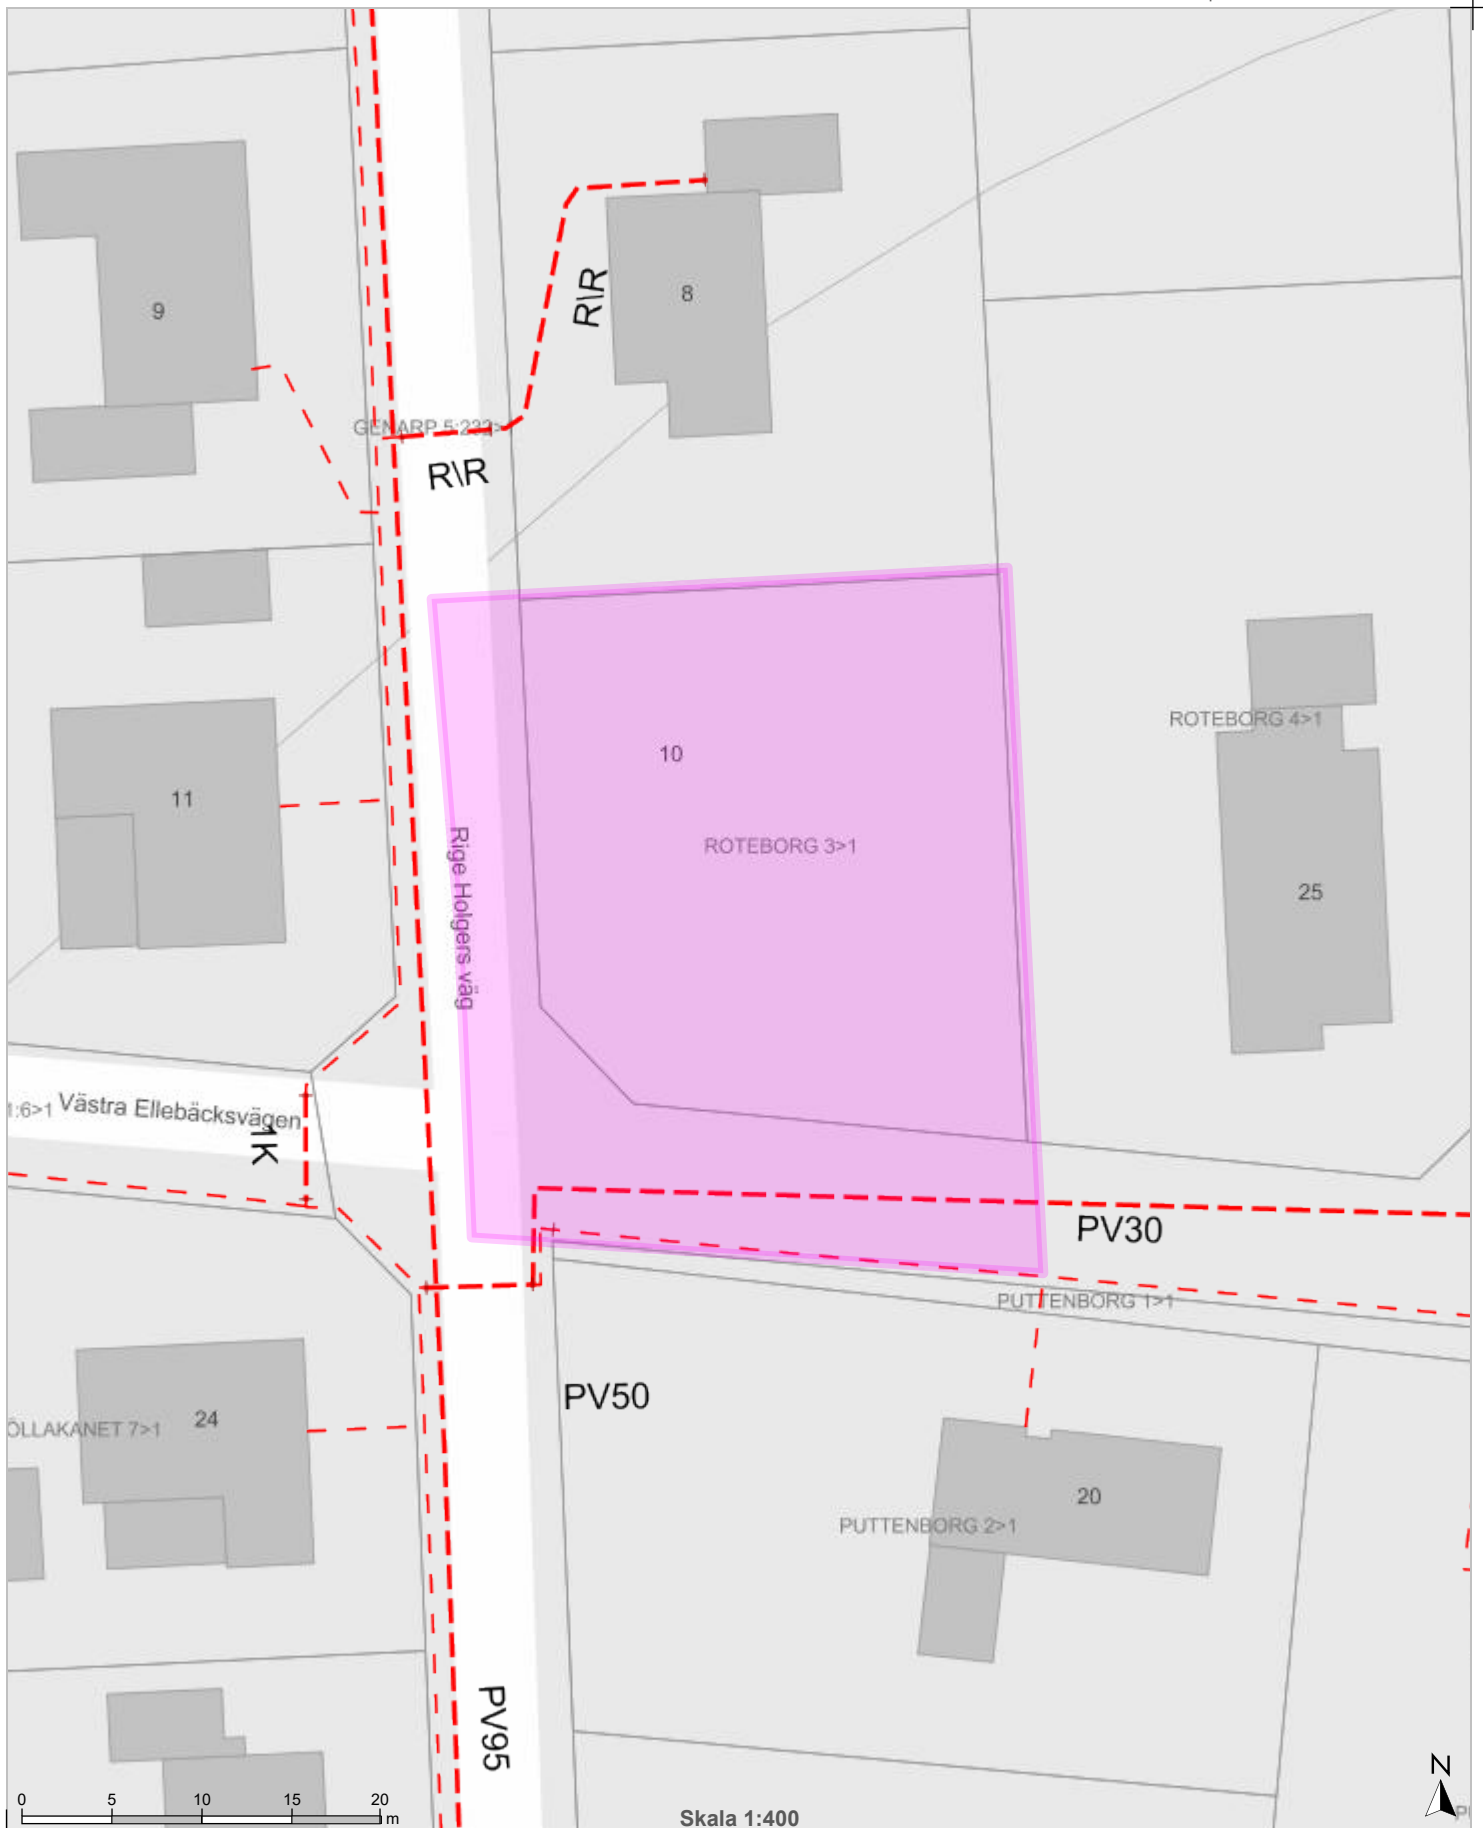 9
8
R\R
GENARP 5:232>
R\R
ROTEBORG 4>1
10
11
ROTEBORG 3>1
Rige Holgers väg
25
1:6>1
Västra Ellebäcksvägen
1K
PV30
PUTTENBORG 1>1
PV50
24
ÖLLAKANET 7>1
20
PUTTENBORG 2>1
PV95
N
0 5 10 15 20
m
Skala 1:400